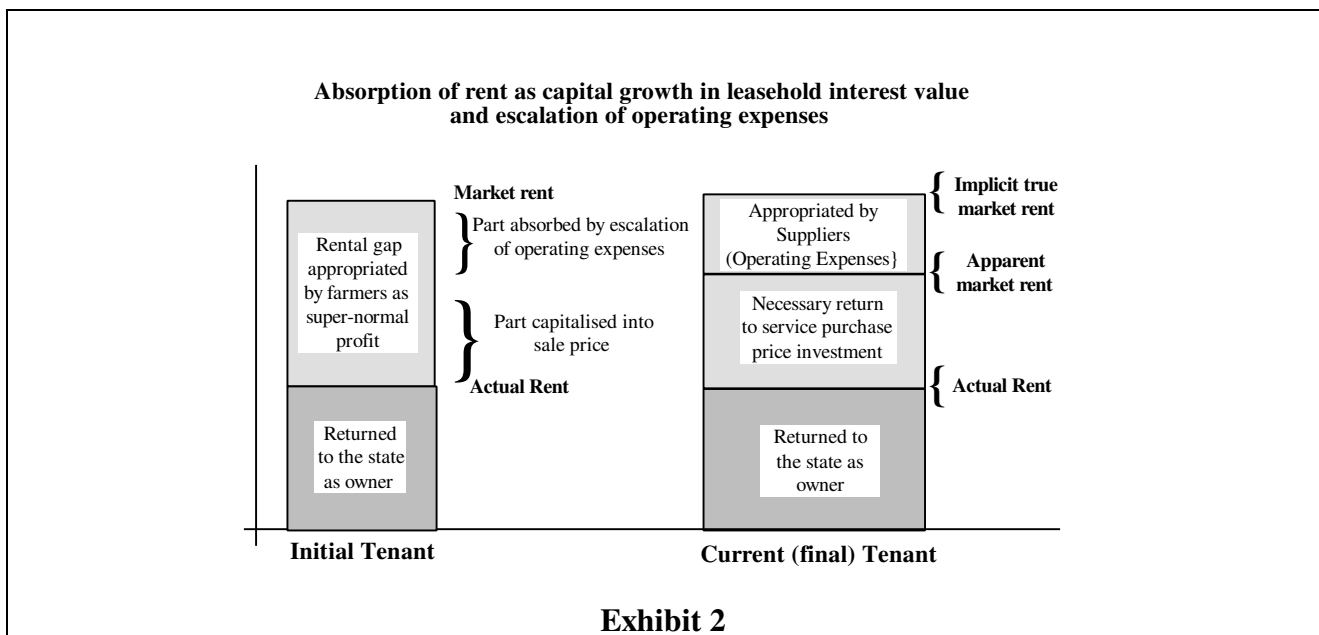 Absorption of rent as capital growth in leasehold interest value
and escalation of operating expenses
Rental gap
appropriated
by farmers as
super-normal
profit
Returned
to the state
as owner
Initial Tenant
Market rent
Part absorbed by escalation
of operating expenses
Part capitalised into
sale price
Actual Rent
Appropriated by
Suppliers
(Operating Expenses}
Necessary return
to service purchase
price investment
Returned to
the state as
owner
Current (final) Tenant
{ Implicit true
market rent
{ Apparent
market rent
{ Actual Rent
Exhibit 2